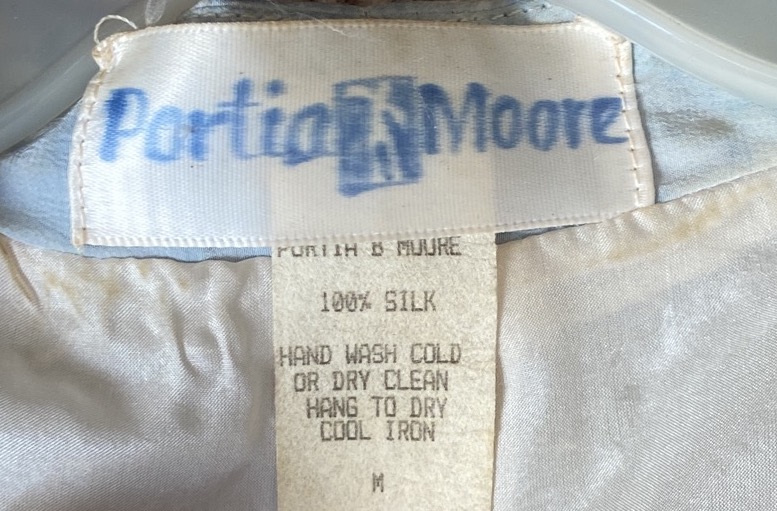 Portia Moore
PORTIA B MOORE
100% SILK
HAND WASH COLD
OR DRY CLEAN
HANG TO DRY
COOL IRON
M